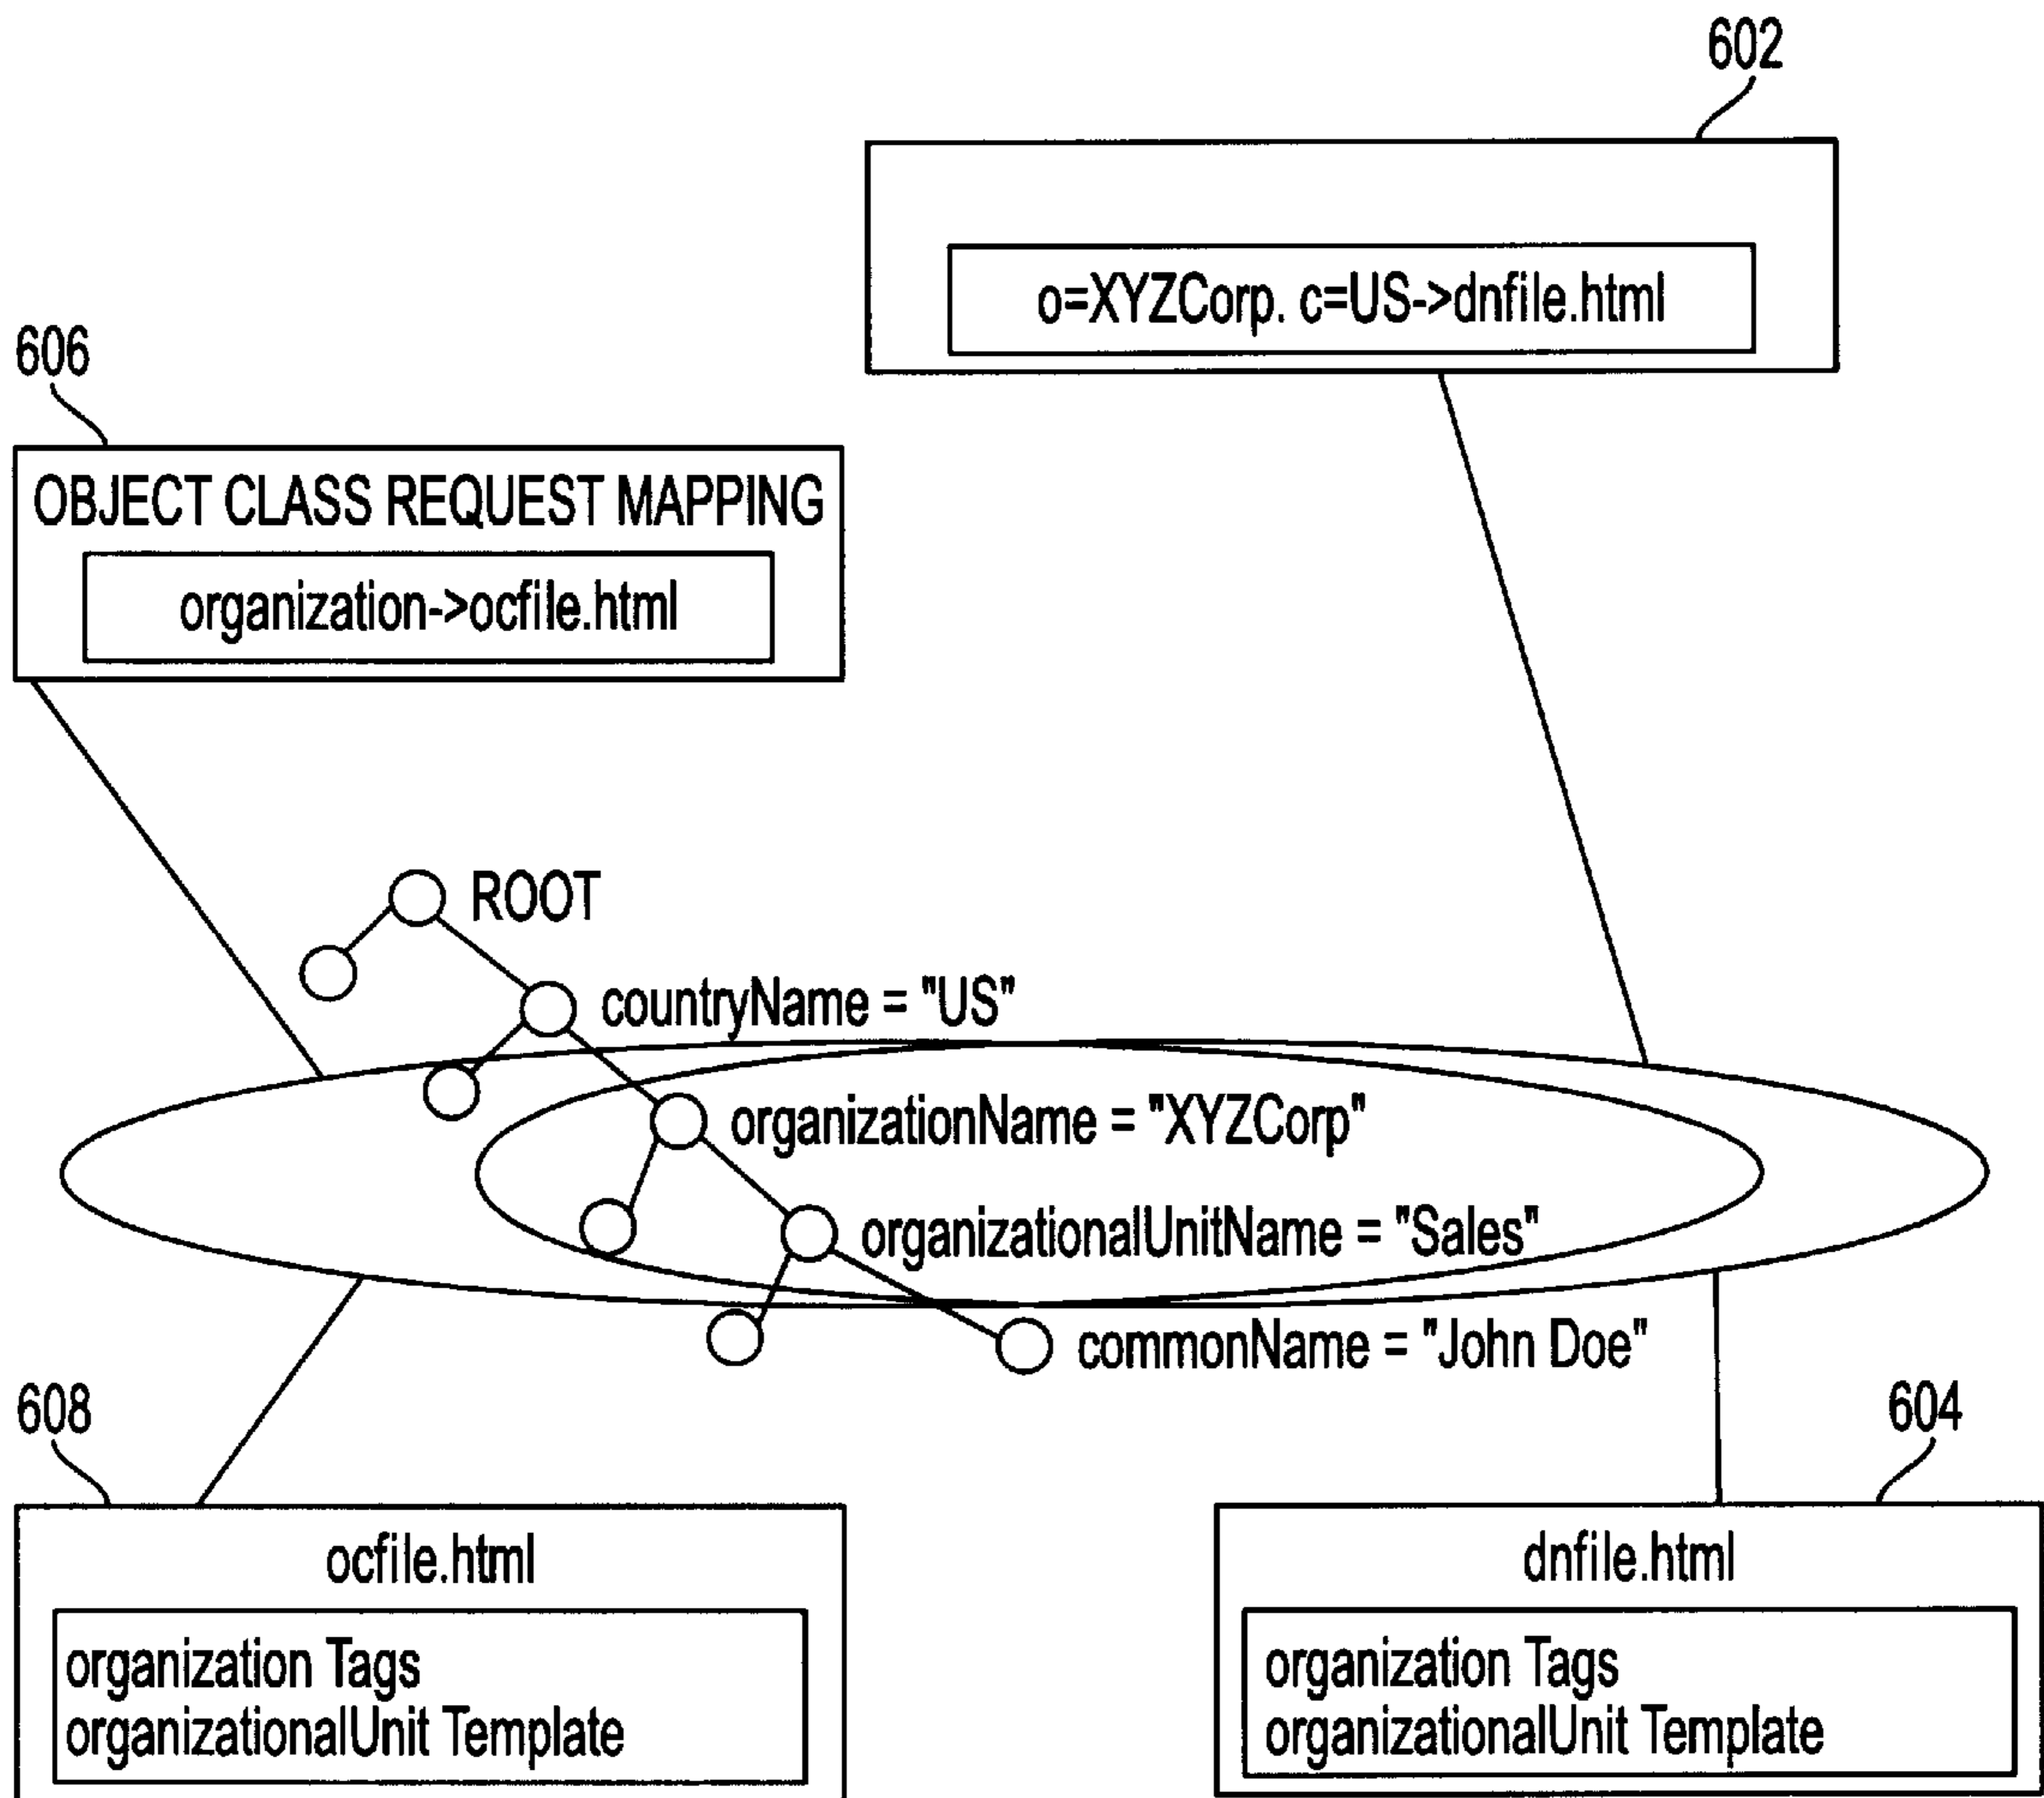 602
o=XYZCorp. c=US->dnfile.html
606
OBJECT CLASS REQUEST MAPPING
organization->ocfile.html
ROOT
countryName = "US"
organizationName = "XYZCorp"
organizationalUnitName = "Sales"
commonName = "John Doe"
608
ocfile.html
organization Tags
organizationalUnit Template
604
dnfile.html
organization Tags
organizationalUnit Template